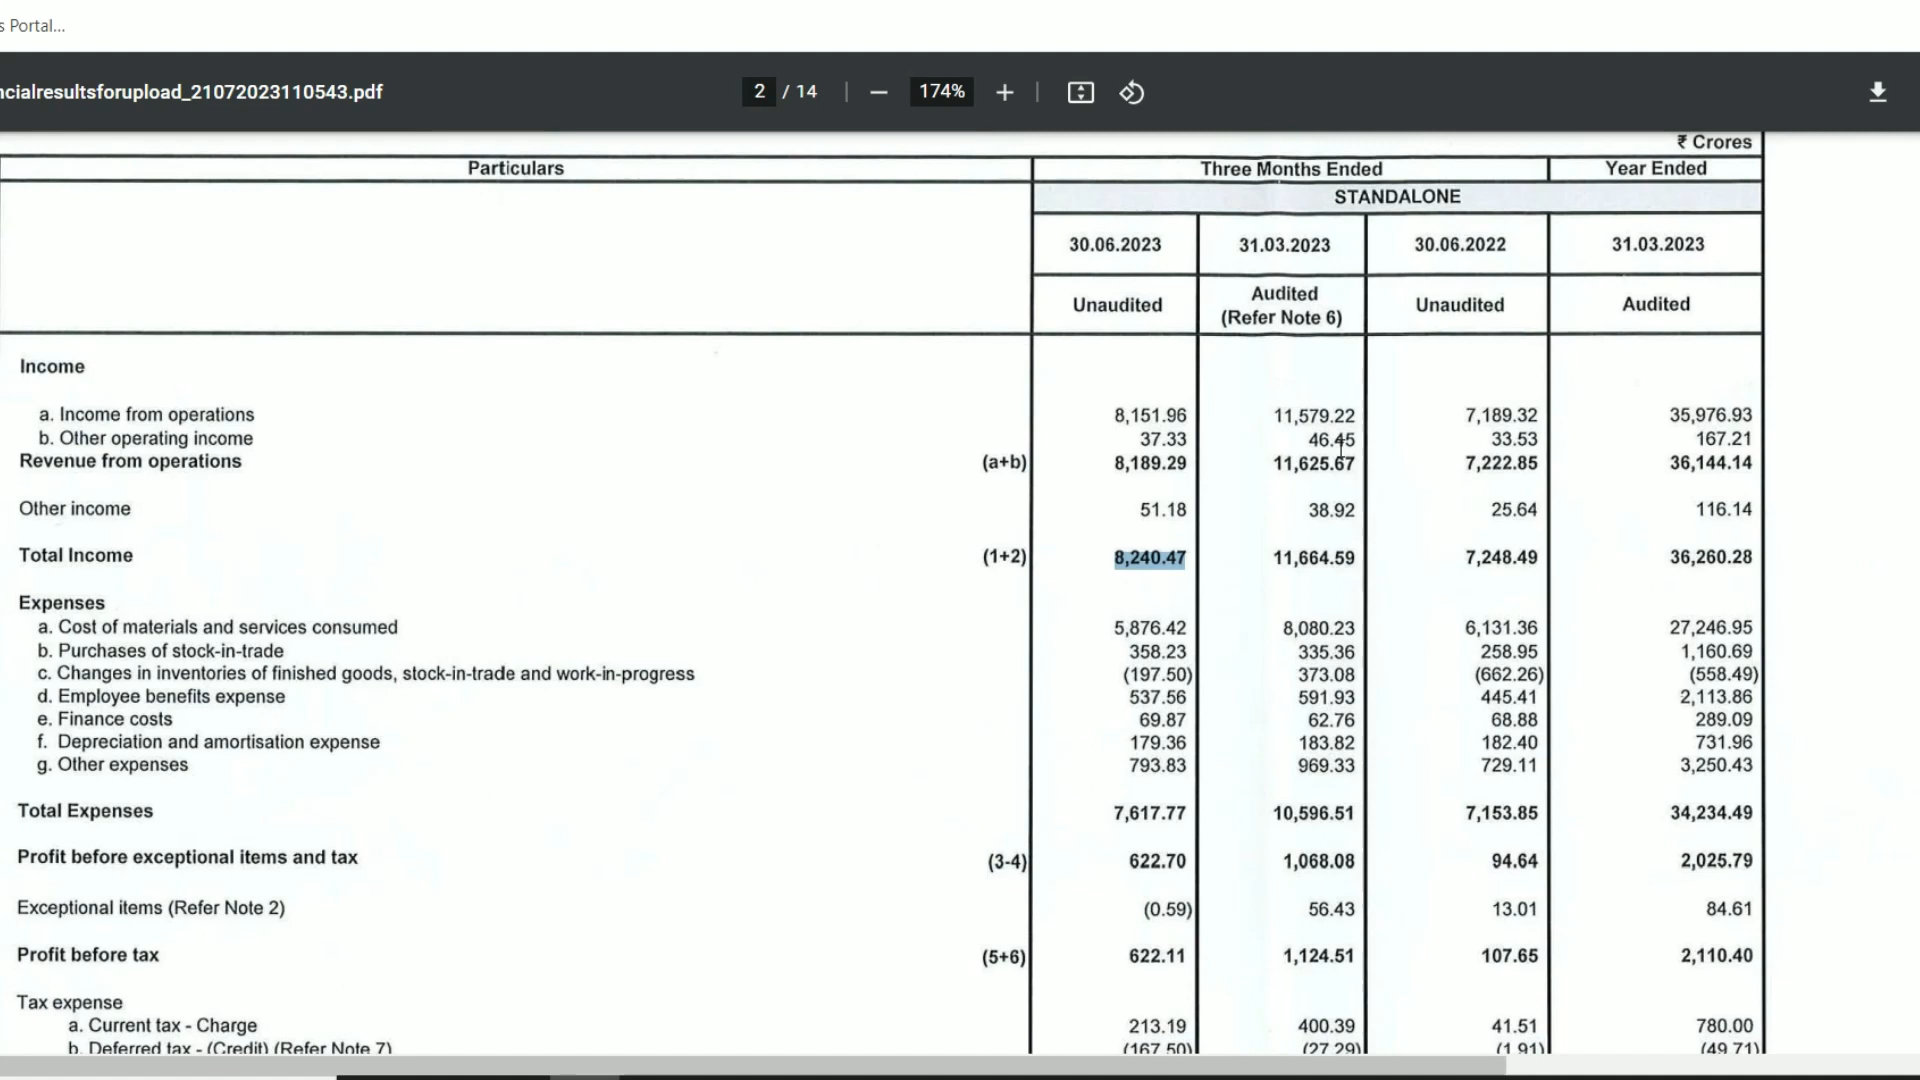 s Portal...
ncialresultsforupload_21072023110543.pdf 2 / 14 174%
₹ Crores
Particulars Three Months Ended Year Ended
STANDALONE
30.06.2023 31.03.2023 30.06.2022 31.03.2023
Unaudited Audited (Refer Note 6) Unaudited Audited
Income
a. Income from operations 8,151.96 11,579.22 7,189.32 35,976.93
b. Other operating income 37.33 46.45 33.53 167.21
Revenue from operations (a+b) 8,189.29 11,625.67 7,222.85 36,144.14
Other income 51.18 38.92 25.64 116.14
Total Income (1+2) 8,240.47 11,664.59 7,248.49 36,260.28
Expenses
a. Cost of materials and services consumed 5,876.42 8,080.23 6,131.36 27,246.95
b. Purchases of stock-in-trade 358.23 335.36 258.95 1,160.69
c. Changes in inventories of finished goods, stock-in-trade and work-in-progress (197.50) 373.08 (662.26) (558.49)
d. Employee benefits expense 537.56 591.93 445.41 2,113.86
e. Finance costs 69.87 62.76 68.88 289.09
f. Depreciation and amortisation expense 179.36 183.82 182.40 731.96
g. Other expenses 793.83 969.33 729.11 3,250.43
Total Expenses 7,617.77 10,596.51 7,153.85 34,234.49
Profit before exceptional items and tax (3-4) 622.70 1,068.08 94.64 2,025.79
Exceptional items (Refer Note 2) (0.59) 56.43 13.01 84.61
Profit before tax (5+6) 622.11 1,124.51 107.65 2,110.40
Tax expense
a. Current tax - Charge 213.19 400.39 41.51 780.00
b. Deferred tax - (Credit) (Refer Note 7) (167.50) (27.29) (1.91) (49.71)